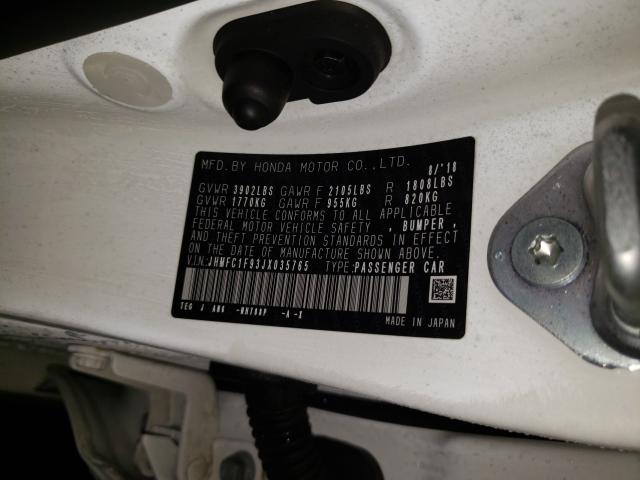 MFD.BY HONDA MOTOR CO.,LTD. 8/'18
GVWR 3902LBS GAWR F 2105LBS R 1808LBS
GVWR 1770KG GAWR F 955KG R 820KG
THIS VEHICLE CONFORMS TO ALL APPLICABLE
FEDERAL MOTOR VEHICLE SAFETY , BUMPER ,
AND THEFT PREVENTION STANDARDS IN EFFECT
ON THE DATE OF MANUFACTURE SHOWN ABOVE.
VIN:JHMFC1F93JX035765 TYPE:PASSENGER CAR
TEG J -A-X
MADE IN JAPAN